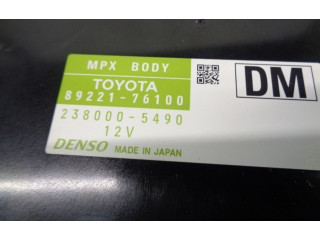 MPX BODY
TOYOTA
89221-76100
DM
238000-5490
12V
DENSO MADE IN JAPAN